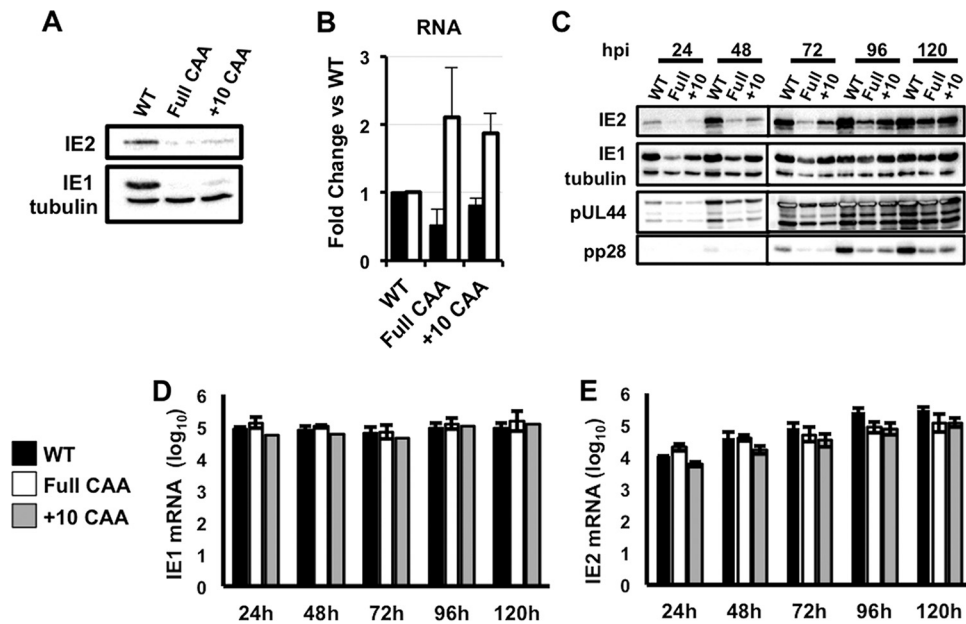 A
WT
Full CAA
+10 CAA
IE2
IE1
tubulin
B
RNA
Fold Change vs WT
3
2
1
0
WT
Full CAA
+10 CAA
C
hpi 24 48 72 96 120
WT Full +10 WT Full +10 WT Full +10 WT Full +10 WT Full +10
IE2
IE1
tubulin
pUL44
pp28
WT
Full CAA
+10 CAA
D
IE1 mRNA (log10)
6
5
4
3
2
1
0
24h 48h 72h 96h 120h
E
IE2 mRNA (log10)
6
5
4
3
2
1
0
24h 48h 72h 96h 120h